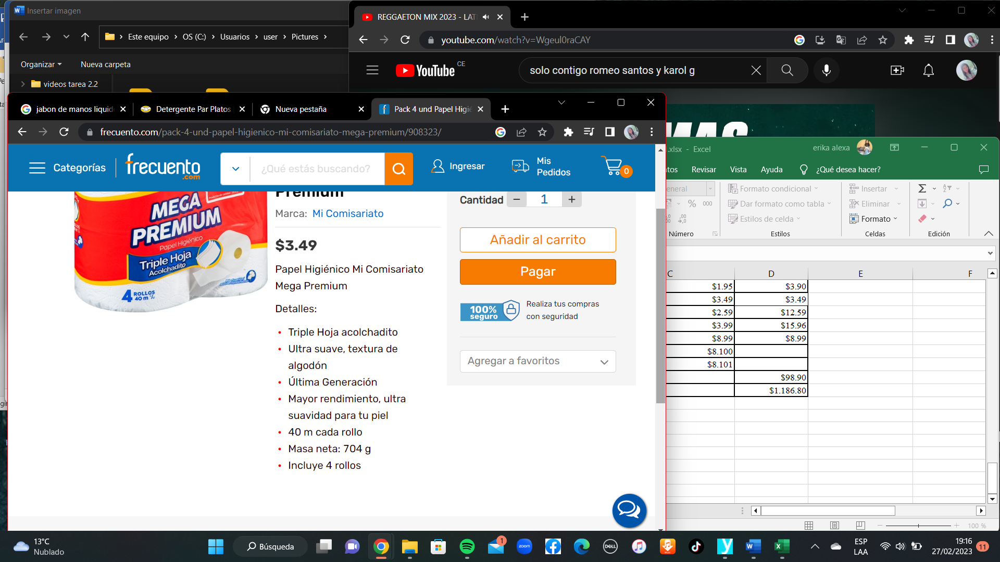 Insertar imagen
Este equipo > OS (C:) > Usuarios > user > Pictures >
Organizar
Nueva carpeta
videos tarea 2.2
REGGAETON MIX 2023 - LAT
youtube.com/watch?v=Wgeul0raCAY
YouTube CE
solo contigo romeo santos y karol g
jabon de manos liquid
Detergente Par Platos
Nueva pestaña
Pack 4 und Papel Higié
frecuento.com/pack-4-und-papel-higienico-mi-comisariato-mega-premium/908323/
Categorías
frecuento
.com
¿Qué estás buscando?
Ingresar
Mis
Pedidos
0
MEGA
PREMIUM
Papel Higiénico
Triple Hoja
Acolchadito
4 ROLLOS
40 m
Premium
Marca: Mi Comisariato
$3.49
Papel Higiénico Mi Comisariato
Mega Premium
Detalles:
• Triple Hoja acolchadito
• Ultra suave, textura de
algodón
• Última Generación
• Mayor rendimiento, ultra
suavidad para tu piel
• 40 m cada rollo
• Masa neta: 704 g
• Incluye 4 rollos
Cantidad − 1 +
Añadir al carrito
Pagar
100%
seguro
Realiza tus compras
con seguridad
Agregar a favoritos
.xlsx - Excel
erika alexa
tos
Revisar
Vista
Ayuda
¿Qué desea hacer?
eneral
% 000
Número
Formato condicional
Dar formato como tabla
Estilos de celda
Estilos
Insertar
Eliminar
Formato
Celdas
Edición
C D E F
$1.95 $3.90
$3.49 $3.49
$2.59 $12.59
$3.99 $15.96
$8.99 $8.99
$8.100
$8.101
$98.90
$1.186.80
100 %
13°C
Nublado
Búsqueda
1
zoom
DELL
ESP
LAA
19:16
27/02/2023
11